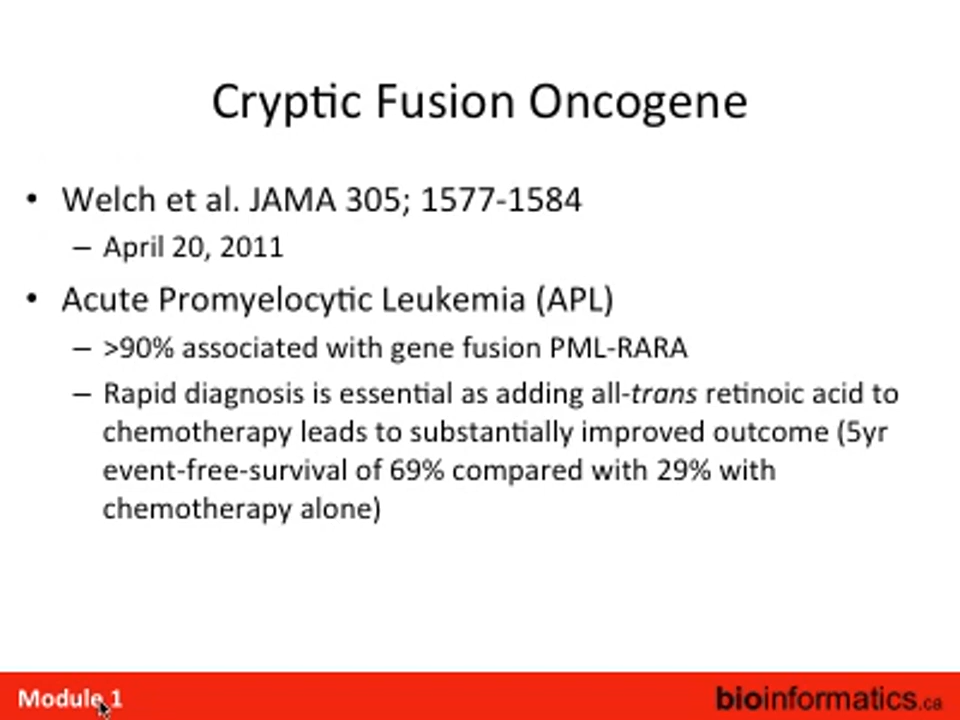 Cryptic Fusion Oncogene
• Welch et al. JAMA 305; 1577-1584
– April 20, 2011
• Acute Promyelocytic Leukemia (APL)
– >90% associated with gene fusion PML-RARA
– Rapid diagnosis is essential as adding all-trans retinoic acid to
chemotherapy leads to substantially improved outcome (5yr
event-free-survival of 69% compared with 29% with
chemotherapy alone)
Module 1
bioinformatics.ca